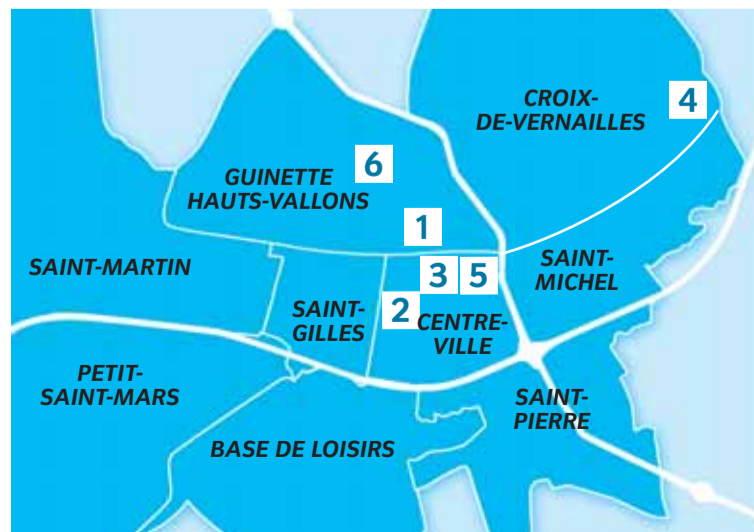 CROIX-
DE-VERNAILLES
4
6
GUINETTE
HAUTS-VALLONS
1
SAINT-MARTIN
3
5
SAINT-
MICHEL
SAINT-
GILLES
2
CENTRE-
VILLE
PETIT-
SAINT-MARS
SAINT-
PIERRE
BASE DE LOISIRS